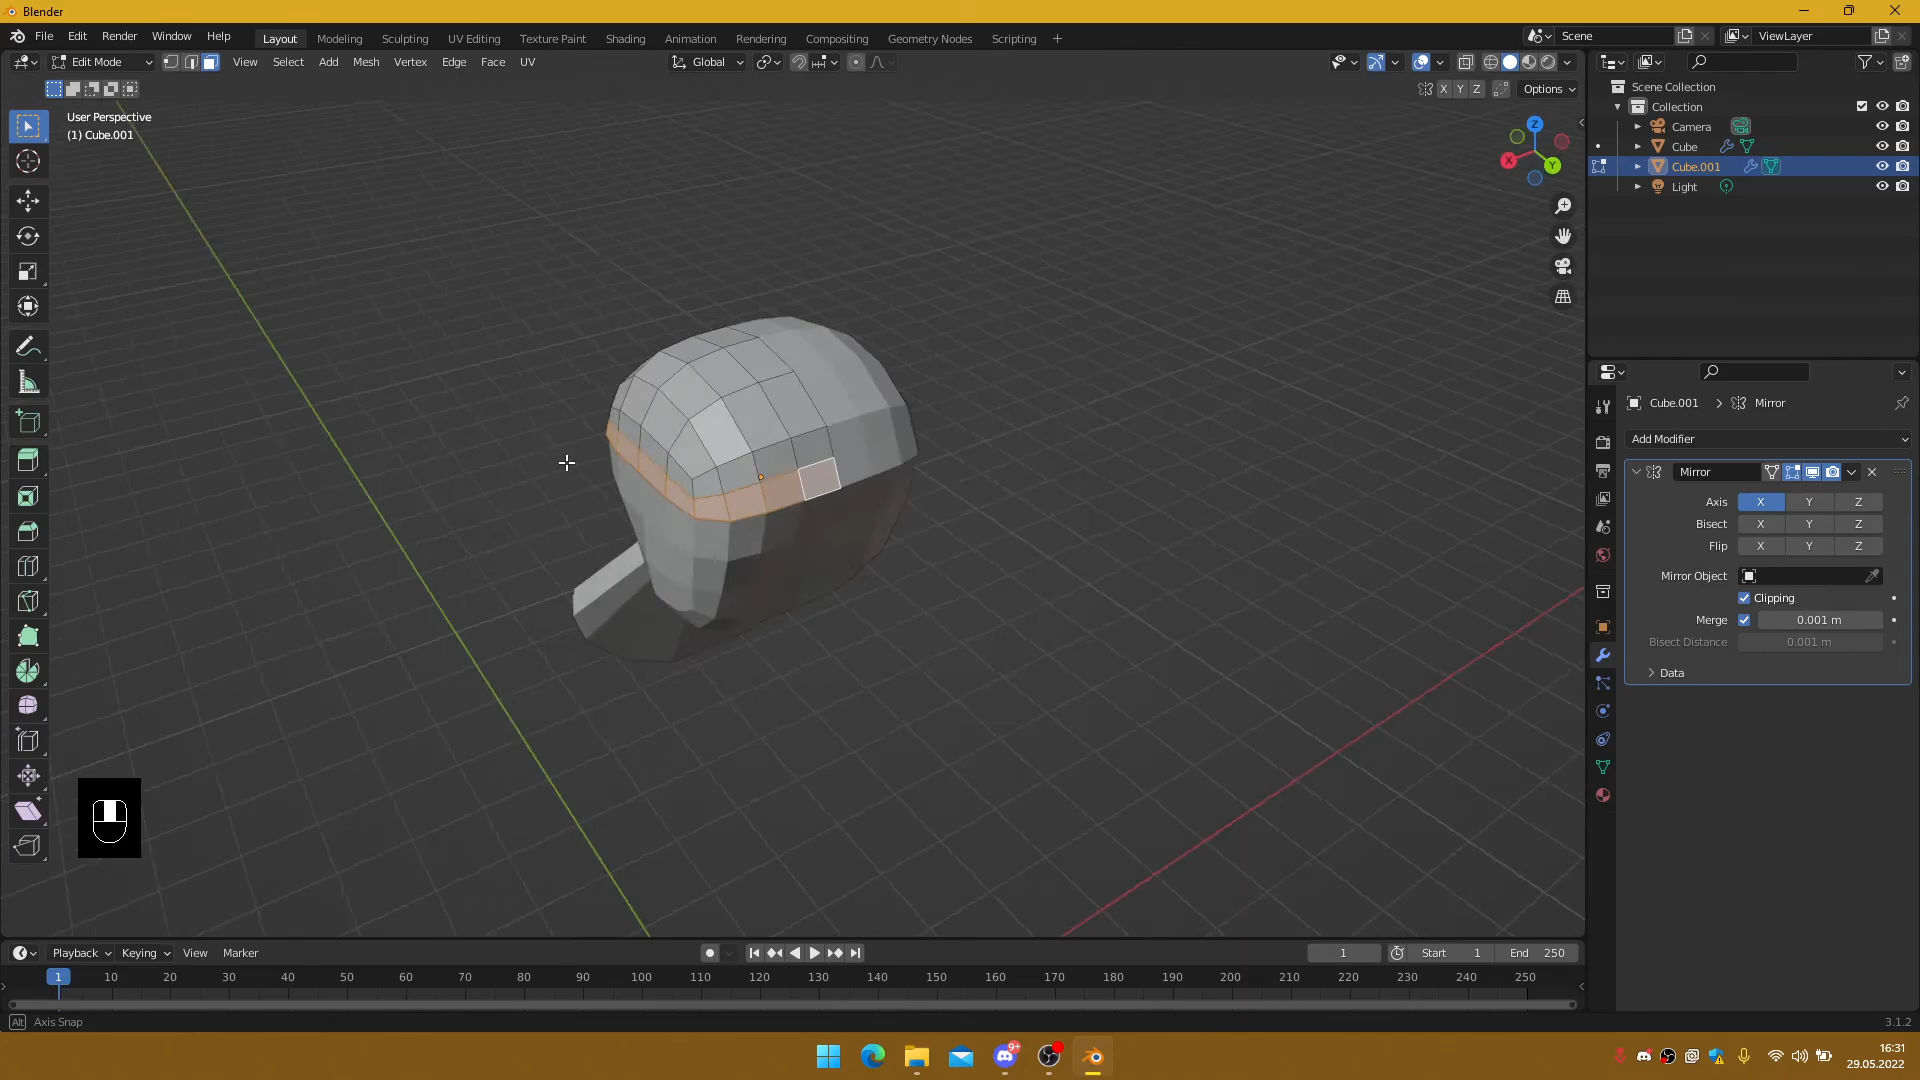 Blender
File Edit Render Window Help
Layout Modeling Sculpting UV Editing Texture Paint Shading Animation Rendering Compositing Geometry Nodes Scripting +
Scene
ViewLayer
Edit Mode View Select Add Mesh Vertex Edge Face UV
Global
X Y Z Options
User Perspective
(1) Cube.001
Z
X
Y
Scene Collection
Collection
Camera
Cube
Cube.001
Light
Cube.001 > Mirror
Add Modifier
Mirror
Axis X Y Z
Bisect X Y Z
Flip X Y Z
Mirror Object
Clipping
Merge 0.001 m
Bisect Distance 0.001 m
Data
Playback Keying View Marker
1 Start 1 End 250
1 10 20 30 40 50 60 70 80 90 100 110 120 130 140 150 160 170 180 190 200 210 220 230 240 250
Alt Axis Snap
3.1.2
9+
16:31
29.05.2022